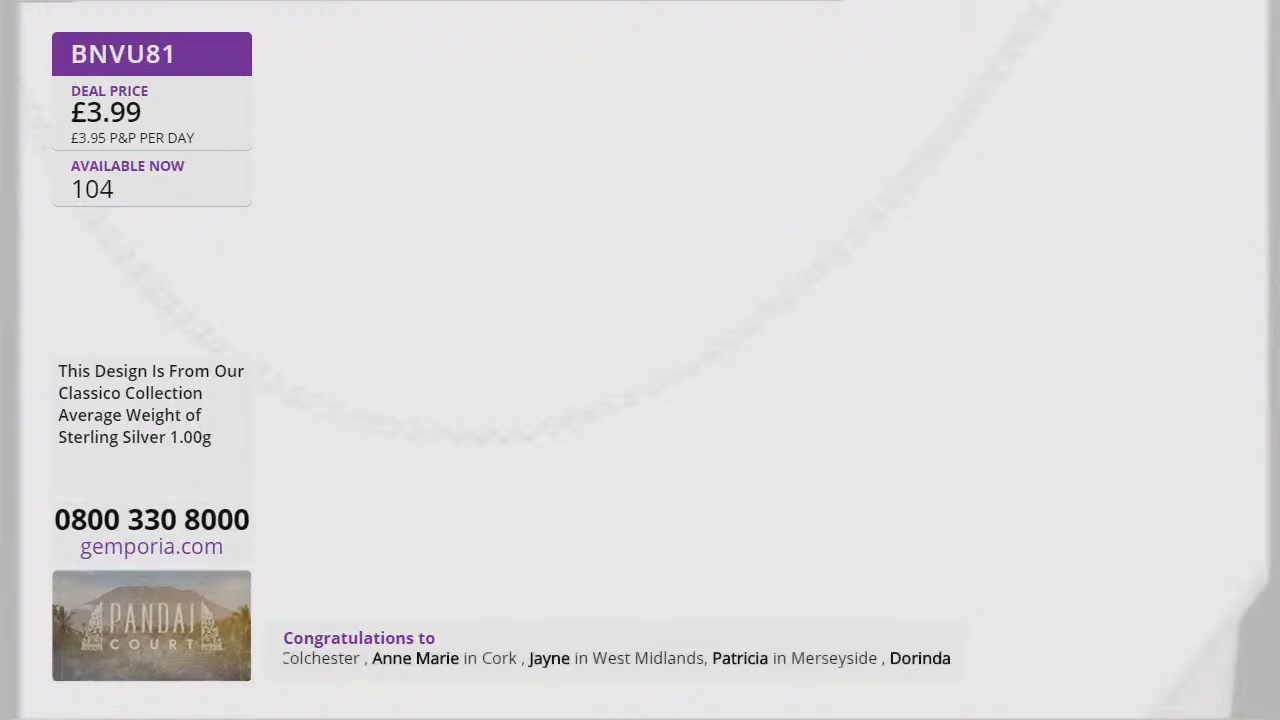 BNVU81
DEAL PRICE
£3.99
£3.95 P&P PER DAY
AVAILABLE NOW
104
This Design Is From Our
Classico Collection
Average Weight of
Sterling Silver 1.00g
0800 330 8000
gemporia.com
PANDAI
COURT
Congratulations to
Colchester , Anne Marie in Cork , Jayne in West Midlands, Patricia in Merseyside , Dorinda